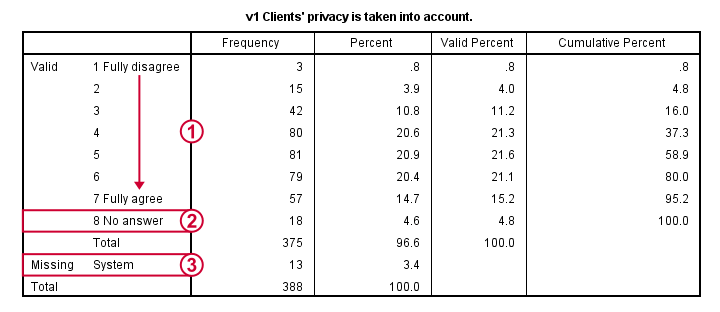 v1 Clients' privacy is taken into account.
Frequency Percent Valid Percent Cumulative Percent
Valid 1 Fully disagree 3 .8 .8 .8
2 15 3.9 4.0 4.8
3 42 10.8 11.2 16.0
4 80 20.6 21.3 37.3
1
5 81 20.9 21.6 58.9
6 79 20.4 21.1 80.0
7 Fully agree 57 14.7 15.2 95.2
8 No answer 2 18 4.6 4.8 100.0
Total 375 96.6 100.0
Missing System 3 13 3.4
Total 388 100.0